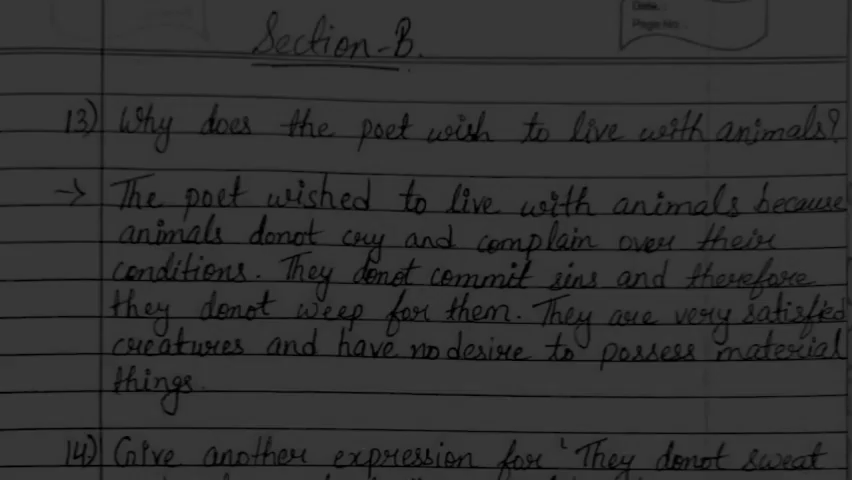 Date.
Page No.
Section-B.
13) Why does the poet wish to live with animals?
→ The poet wished to live with animals because
animals donot cry and complain over their
conditions. They donot commit sins and therefore
they donot weep for them. They are very satisfied
creatures and have no desire to possess material
things.
14) Give another expression for 'They donot sweat